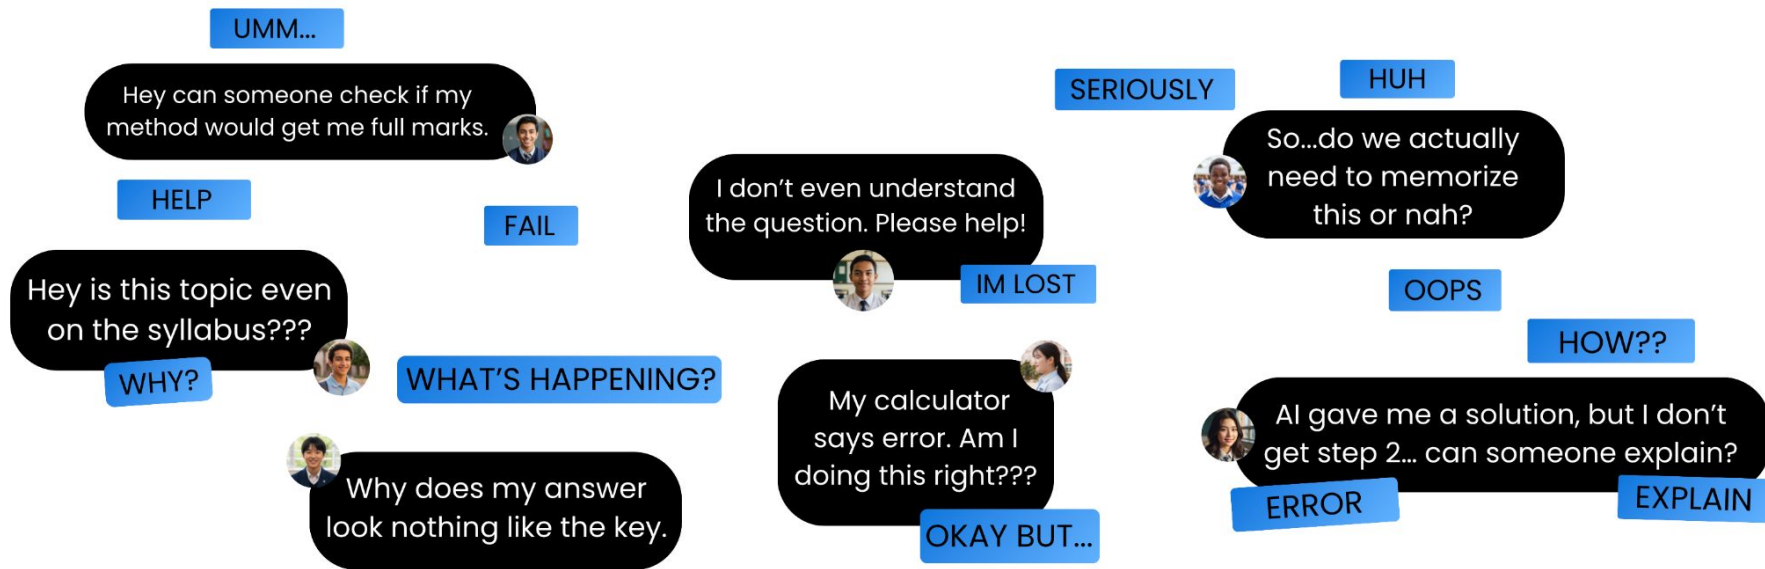 UMM...
Hey can someone check if my
method would get me full marks.
HELP
FAIL
Hey is this topic even
on the syllabus???
WHY?
WHAT'S HAPPENING?
Why does my answer
look nothing like the key.
I don't even understand
the question. Please help!
IM LOST
My calculator
says error. Am I
doing this right???
OKAY BUT...
SERIOUSLY
HUH
So...do we actually
need to memorize
this or nah?
OOPS
HOW??
AI gave me a solution, but I don't
get step 2... can someone explain?
ERROR
EXPLAIN